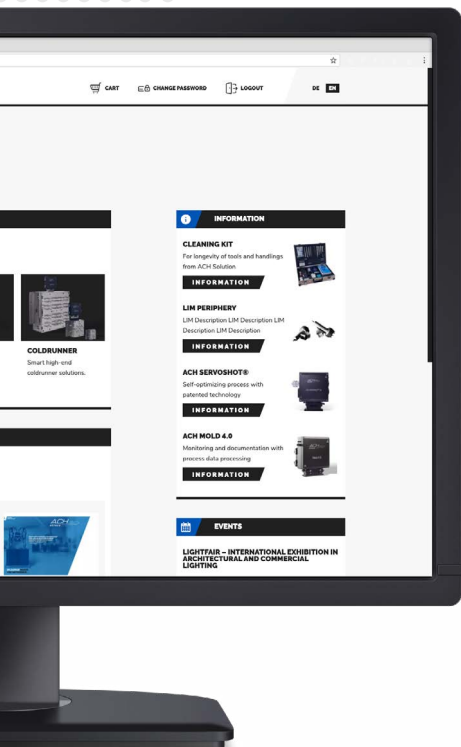 CART
CHANGE PASSWORD
LOGOUT
DE EN
INFORMATION
CLEANING KIT
For longevity of tools and handlings
from ACH Solution
INFORMATION
LIM PERIPHERY
LIM Description LIM Description LIM
Description LIM Description
INFORMATION
ACH SERVOSHOT®
Self-optimizing process with
patented technology
INFORMATION
ACH MOLD 4.0
Monitoring and documentation with
process data processing
INFORMATION
COLDRUNNER
Smart high-end
coldrunner solutions.
ACH
EVENTS
LIGHTFAIR – INTERNATIONAL EXHIBITION IN
ARCHITECTURAL AND COMMERCIAL
LIGHTING